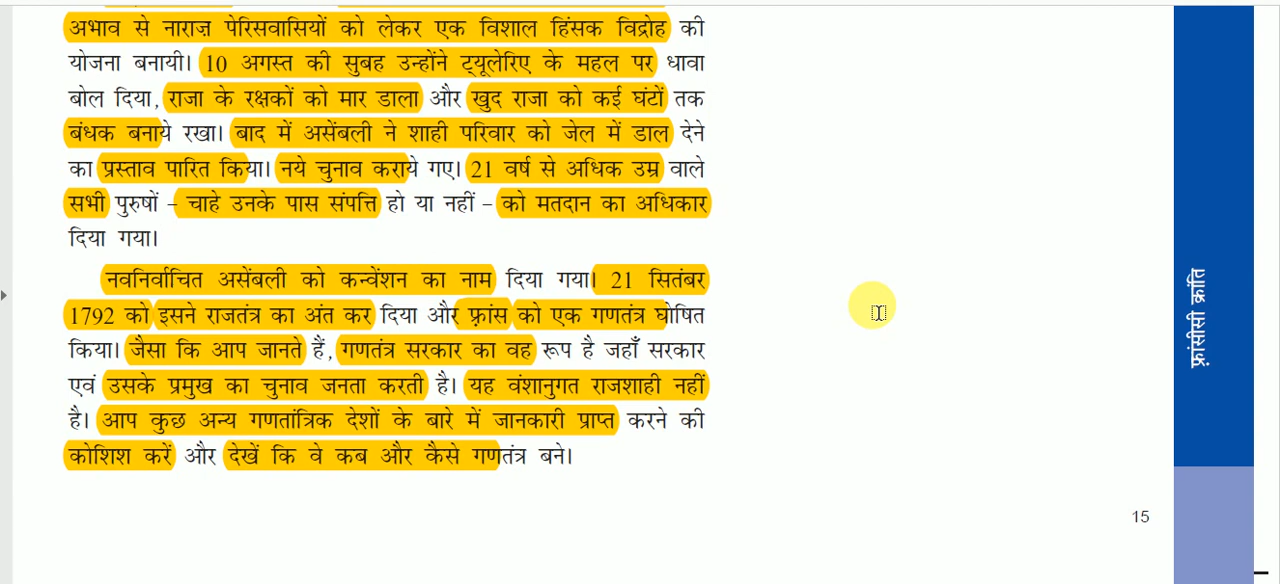 अभाव से नाराज़ पेरिसवासियों को लेकर एक विशाल हिंसक विद्रोह की
योजना बनायी। 10 अगस्त की सुबह उन्होंने ट्यूलेरिए के महल पर धावा
बोल दिया, राजा के रक्षकों को मार डाला और खुद राजा को कई घंटों तक
बंधक बनाये रखा। बाद में असेंबली ने शाही परिवार को जेल में डाल देने
का प्रस्ताव पारित किया। नये चुनाव कराये गए। 21 वर्ष से अधिक उम्र वाले
सभी पुरुषों – चाहे उनके पास संपत्ति हो या नहीं – को मतदान का अधिकार
दिया गया।
नवनिर्वाचित असेंबली को कन्वेंशन का नाम दिया गया। 21 सितंबर
1792 को इसने राजतंत्र का अंत कर दिया और फ़्रांस को एक गणतंत्र घोषित
किया। जैसा कि आप जानते हैं, गणतंत्र सरकार का वह रूप है जहाँ सरकार
एवं उसके प्रमुख का चुनाव जनता करती है। यह वंशानुगत राजशाही नहीं
है। आप कुछ अन्य गणतांत्रिक देशों के बारे में जानकारी प्राप्त करने की
कोशिश करें और देखें कि वे कब और कैसे गणतंत्र बने।
फ़्रांसीसी क्रांति
15